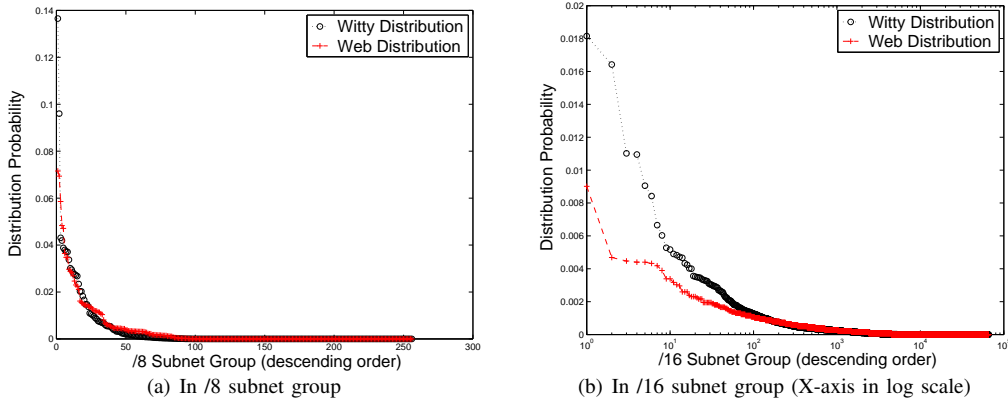 0.14
0.12
0.1
0.08
0.06
0.04
0.02
0
Distribution Probability
Witty Distribution
Web Distribution
0 50 100 150 200 250 300
/8 Subnet Group (descending order)
(a) In /8 subnet group
0.02
0.018
0.016
0.014
0.012
0.01
0.008
0.006
0.004
0.002
0
Distribution Probability
Witty Distribution
Web Distribution
10^0 10^1 10^2 10^3 10^4 10
/16 Subnet Group (descending order)
(b) In /16 subnet group (X-axis in log scale)